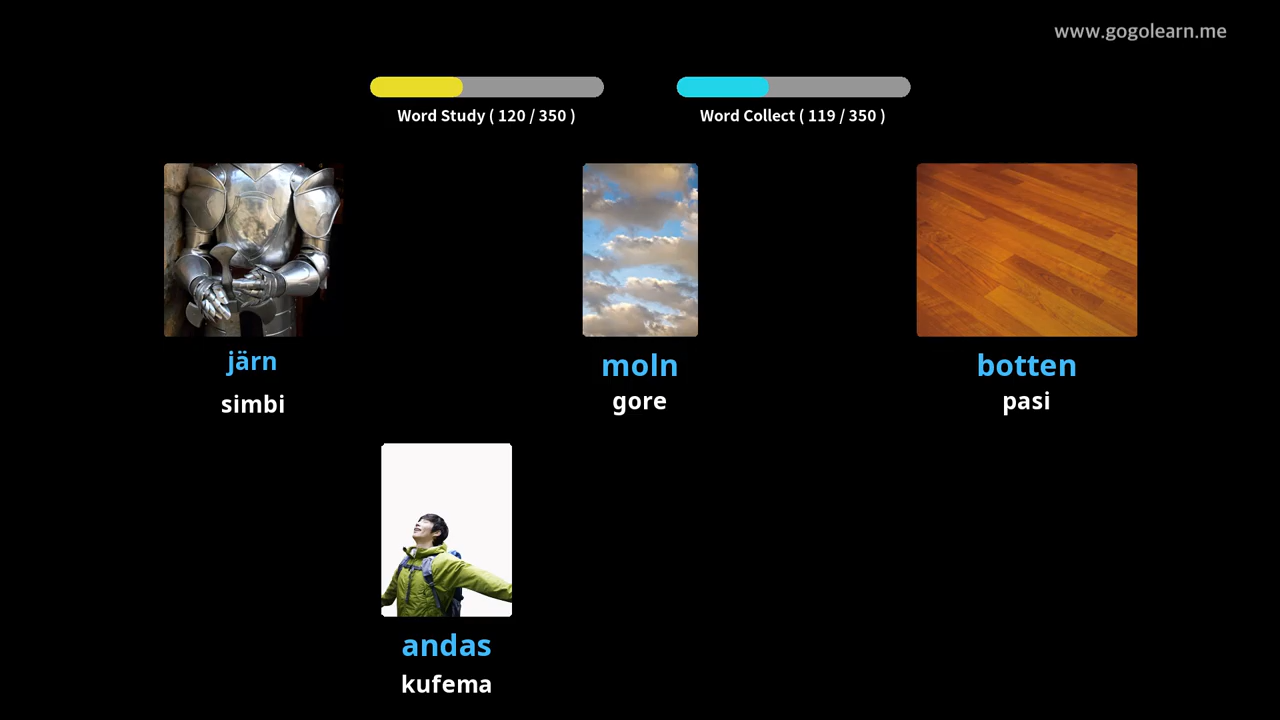 www.gogolearn.me
Word Study ( 120 / 350 )
Word Collect ( 119 / 350 )
järn
simbi
moln
gore
botten
pasi
andas
kufema